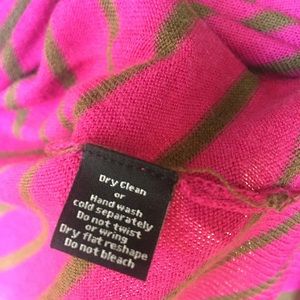 Dry Clean
or
Hand wash
cold separately
Do not twist
or wring
Dry flat reshape
Do not bleach